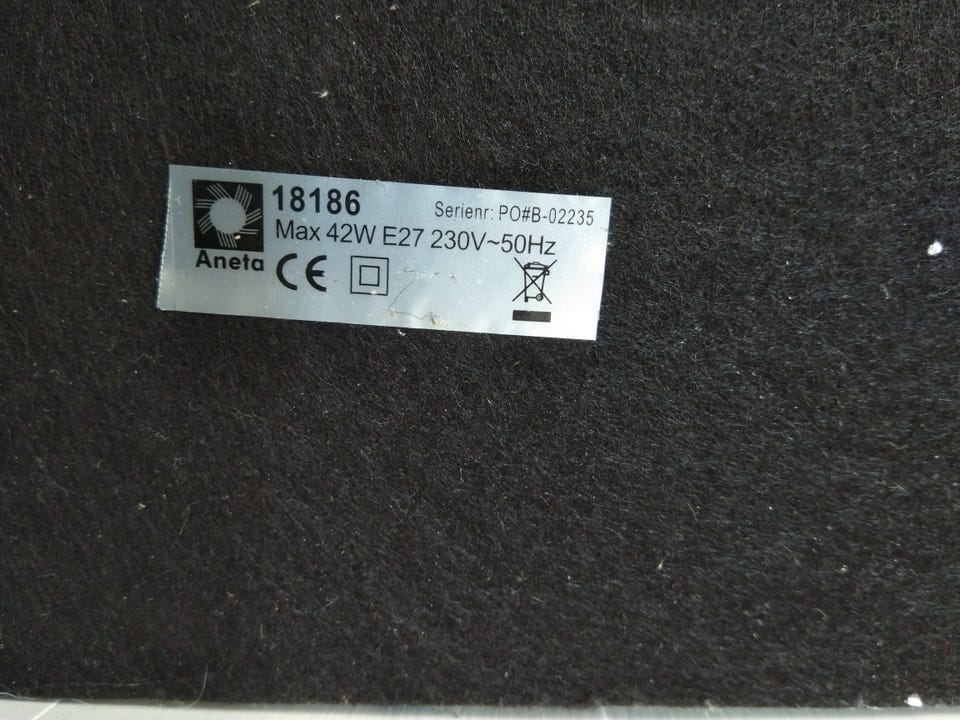 18186
Serienr: PO#B-02235
Max 42W E27 230V~50Hz
Aneta
CE